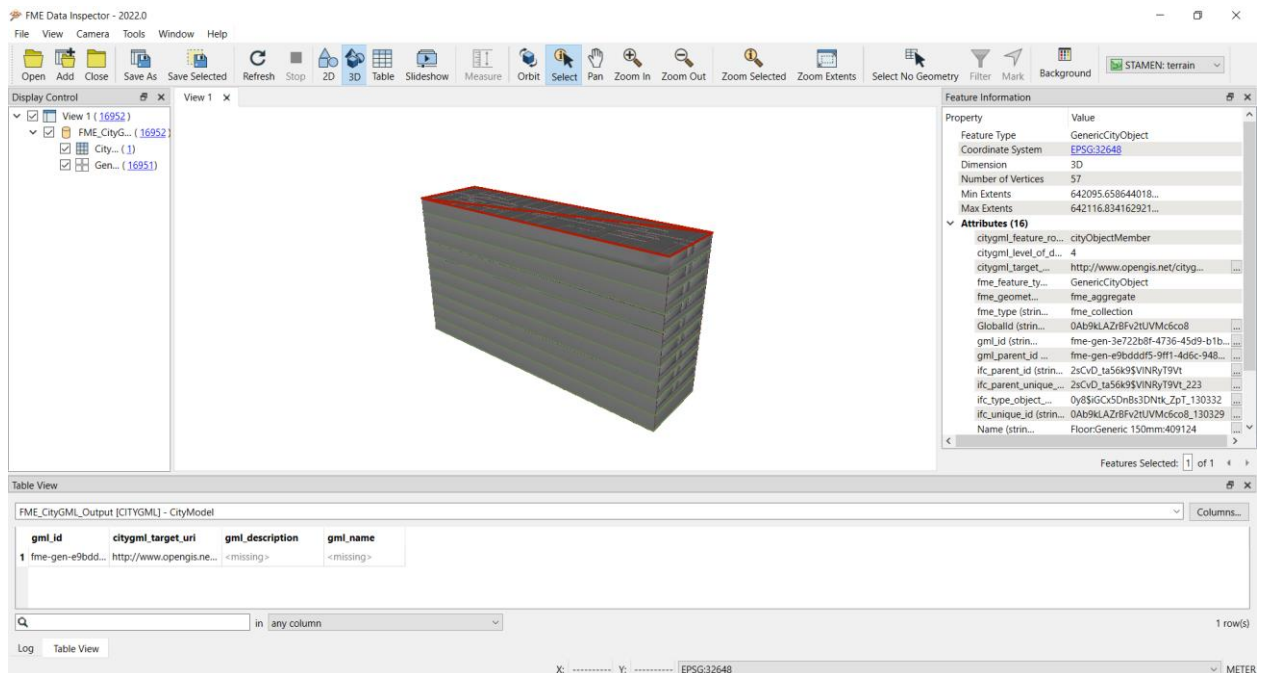 FME Data Inspector - 2022.0
File View Camera Tools Window Help
Open Add Close Save As Save Selected Refresh Stop 2D 3D Table Slideshow Measure Orbit Select Pan Zoom In Zoom Out Zoom Selected Zoom Extents Select No Geometry Filter Mark Background STAMEN: terrain
Display Control
View 1 (16952)
FME_CityG... (16952)
City... (1)
Gen... (16951)
View 1
Feature Information
Property Value
Feature Type GenericCityObject
Coordinate System EPSG:32648
Dimension 3D
Number of Vertices 57
Min Extents 642095.658644018...
Max Extents 642116.834162921...
Attributes (16)
citygml_feature_ro... cityObjectMember
citygml_level_of_d... 4
citygml_target_... http://www.opengis.net/cityg... ...
fme_feature_ty... GenericCityObject
fme_geomet... fme_aggregate
fme_type (strin... fme_collection
GlobalId (strin... 0Ab9kLAZrBFv2tUVMc6co8 ...
gml_id (strin... fme-gen-3e722b8f-4736-45d9-b1b... ...
gml_parent_id ... fme-gen-e9bdddf5-9ff1-4d6c-948... ...
ifc_parent_id (strin... 2sCvD_ta56k9$VlNRyT9Vt ...
ifc_parent_unique_... 2sCvD_ta56k9$VlNRyT9Vt_223 ...
ifc_type_object_... 0y8$iGCx5DnBs3DNtk_ZpT_130332 ...
ifc_unique_id (strin... 0Ab9kLAZrBFv2tUVMc6co8_130329 ...
Name (strin... Floor:Generic 150mm:409124 ...
Features Selected: 1 of 1
Table View
FME_CityGML_Output [CITYGML] - CityModel Columns...
gml_id citygml_target_uri gml_description gml_name
1 fme-gen-e9bdd... http://www.opengis.ne... <missing> <missing>
in any column 1 row(s)
Log Table View
X: ---------- Y: ---------- EPSG:32648 METER